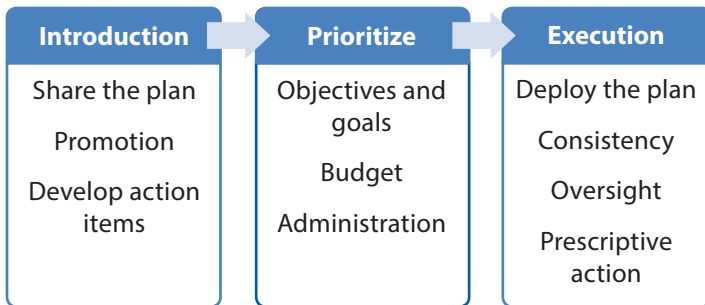 Introduction
Share the plan
Promotion
Develop action
items
Prioritize
Objectives and
goals
Budget
Administration
Execution
Deploy the plan
Consistency
Oversight
Prescriptive
action